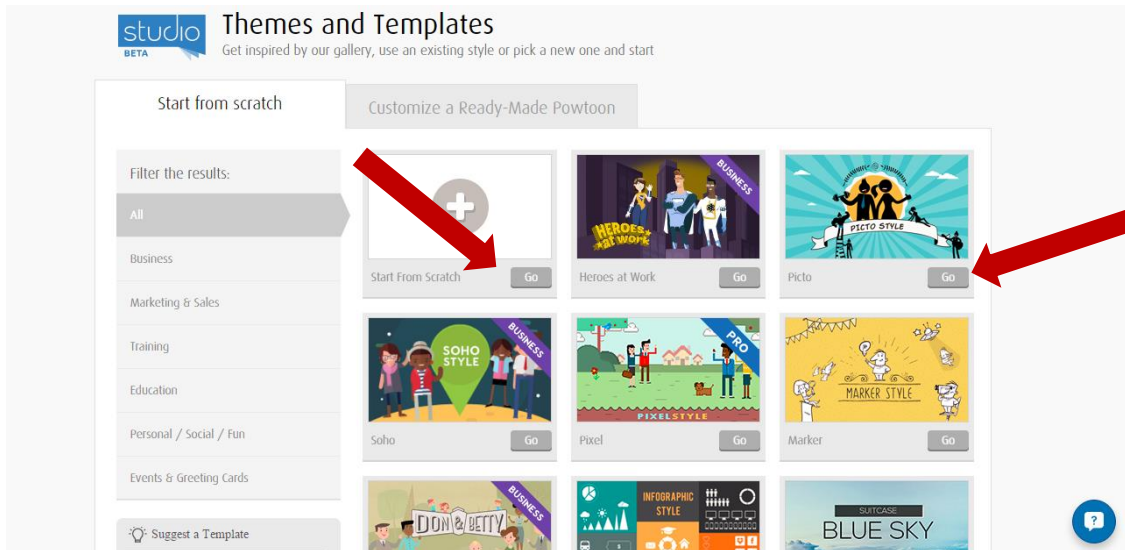 studio
BETA
Themes and Templates
Get inspired by our gallery, use an existing style or pick a new one and start
Start from scratch
Customize a Ready-Made Powtoon
Filter the results:
All
Business
Marketing & Sales
Training
Education
Personal / Social / Fun
Events & Greeting Cards
Suggest a Template
Start From Scratch
Go
BUSINESS
HEROES
at WORK
Heroes at Work
Go
PICTO STYLE
Picto
Go
BUSINESS
SOHO
STYLE
Soho
Go
PRO
PIXELSTYLE
Pixel
Go
MARKER STYLE
Marker
Go
BUSINESS
DON & BETTY
INFOGRAPHIC
STYLE
SUITCASE
BLUE SKY
?